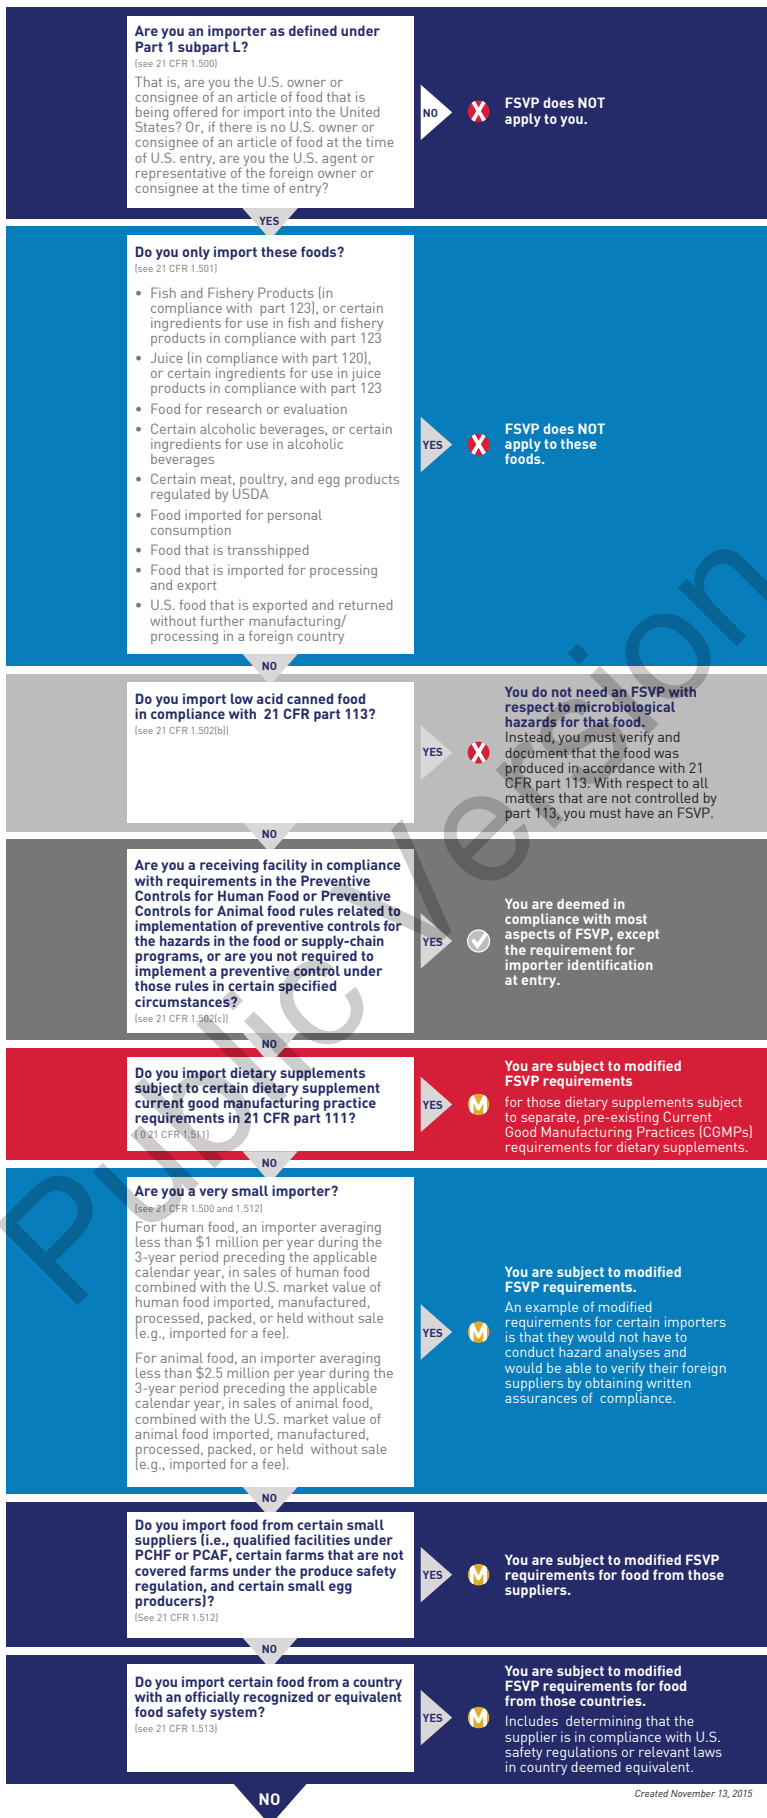 Are you an importer as defined under
Part 1 subpart L?
(see 21 CFR 1.500)
That is, are you the U.S. owner or
consignee of an article of food that is
being offered for import into the United
States? Or, if there is no U.S. owner or
consignee of an article of food at the time
of U.S. entry, are you the U.S. agent or
representative of the foreign owner or
consignee at the time of entry?
NO
FSVP does NOT
apply to you.
YES
Do you only import these foods?
(see 21 CFR 1.501)
• Fish and Fishery Products (in
compliance with part 123), or certain
ingredients for use in fish and fishery
products in compliance with part 123
• Juice (in compliance with part 120),
or certain ingredients for use in juice
products in compliance with part 123
• Food for research or evaluation
• Certain alcoholic beverages, or certain
ingredients for use in alcoholic
beverages
• Certain meat, poultry, and egg products
regulated by USDA
• Food imported for personal
consumption
• Food that is transshipped
• Food that is imported for processing
and export
• U.S. food that is exported and returned
without further manufacturing/
processing in a foreign country
YES
FSVP does NOT
apply to these
foods.
NO
Do you import low acid canned food
in compliance with 21 CFR part 113?
(see 21 CFR 1.502(b))
YES
You do not need an FSVP with
respect to microbiological
hazards for that food.
Instead, you must verify and
document that the food was
produced in accordance with 21
CFR part 113. With respect to all
matters that are not controlled by
part 113, you must have an FSVP.
NO
Are you a receiving facility in compliance
with requirements in the Preventive
Controls for Human Food or Preventive
Controls for Animal food rules related to
implementation of preventive controls for
the hazards in the food or supply-chain
programs, or are you not required to
implement a preventive control under
those rules in certain specified
circumstances?
(see 21 CFR 1.502(c))
YES
You are deemed in
compliance with most
aspects of FSVP, except
the requirement for
importer identification
at entry.
NO
Do you import dietary supplements
subject to certain dietary supplement
current good manufacturing practice
requirements in 21 CFR part 111?
( 0 21 CFR 1.511)
YES
M
You are subject to modified
FSVP requirements
for those dietary supplements subject
to separate, pre-existing Current
Good Manufacturing Practices (CGMPs)
requirements for dietary supplements.
NO
Are you a very small importer?
(see 21 CFR 1.500 and 1.512)
For human food, an importer averaging
less than $1 million per year during the
3-year period preceding the applicable
calendar year, in sales of human food
combined with the U.S. market value of
human food imported, manufactured,
processed, packed, or held without sale
(e.g., imported for a fee).
For animal food, an importer averaging
less than $2.5 million per year during the
3-year period preceding the applicable
calendar year, in sales of animal food,
combined with the U.S. market value of
animal food imported, manufactured,
processed, packed, or held without sale
(e.g., imported for a fee).
YES
M
You are subject to modified
FSVP requirements.
An example of modified
requirements for certain importers
is that they would not have to
conduct hazard analyses and
would be able to verify their foreign
suppliers by obtaining written
assurances of compliance.
NO
Do you import food from certain small
suppliers (i.e., qualified facilities under
PCHF or PCAF, certain farms that are not
covered farms under the produce safety
regulation, and certain small egg
producers)?
(See 21 CFR 1.512)
YES
M
You are subject to modified FSVP
requirements for food from those
suppliers.
NO
Do you import certain food from a country
with an officially recognized or equivalent
food safety system?
(see 21 CFR 1.513)
YES
M
You are subject to modified
FSVP requirements for food
from those countries.
Includes determining that the
supplier is in compliance with U.S.
safety regulations or relevant laws
in country deemed equivalent.
NO
Created November 13, 2015
Public Version